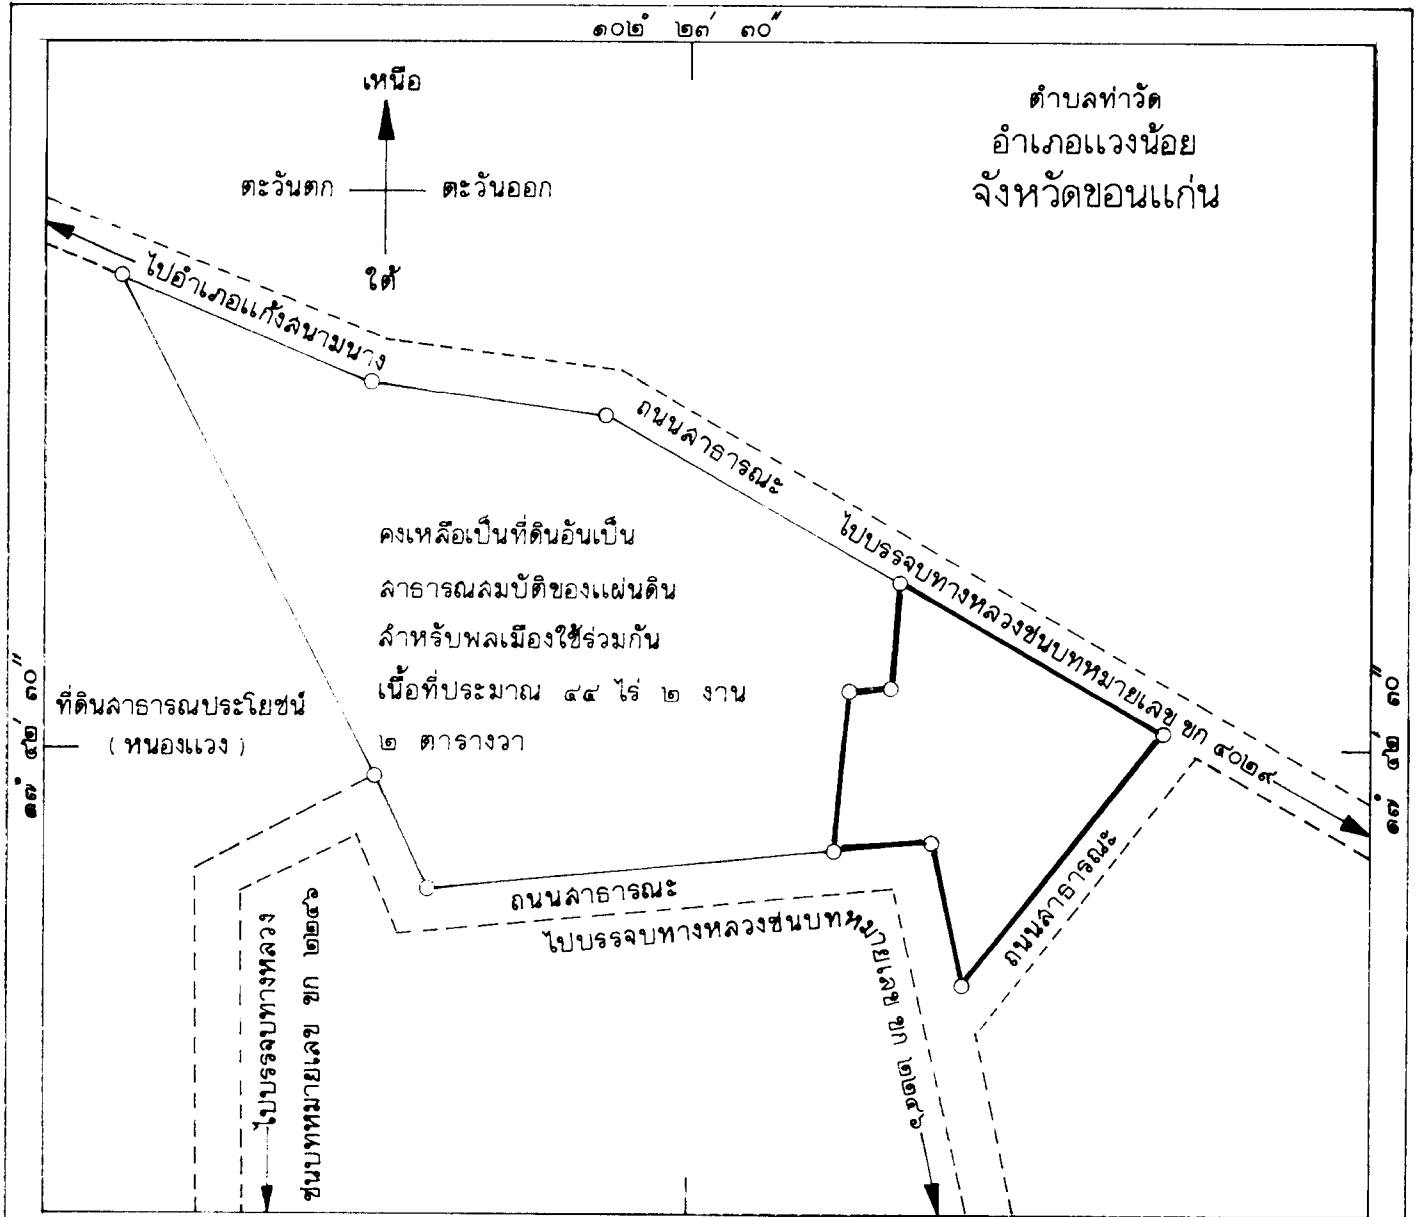 ๑๐๒° ๒๗' ๓๐"
เหนือ
ตะวันตก
ตะวันออก
ใต้
ตำบลท่าวัด
อำเภอแวงน้อย
จังหวัดขอนแก่น
ไปอำเภอแก้งสนามนาง
ถนนสาธารณะ
ไปบรรจบทางหลวงชนบทหมายเลข ขก ๔๐๒๙
คงเหลือเป็นที่ดินอันเป็น
สาธารณสมบัติของแผ่นดิน
สำหรับพลเมืองใช้ร่วมกัน
เนื้อที่ประมาณ ๔๔ ไร่ ๒ งาน
๒ ตารางวา
ที่ดินสาธารณประโยชน์
( หนองแวง )
๑๗° ๔๒' ๓๐"
๑๗° ๔๒' ๓๐"
ถนนสาธารณะ
ถนนสาธารณะ
ไปบรรจบทางหลวงชนบทหมายเลข ขก ๒๒๔๖
ไปบรรจบทางหลวง
ชนบทหมายเลข ขก ๒๒๔๖